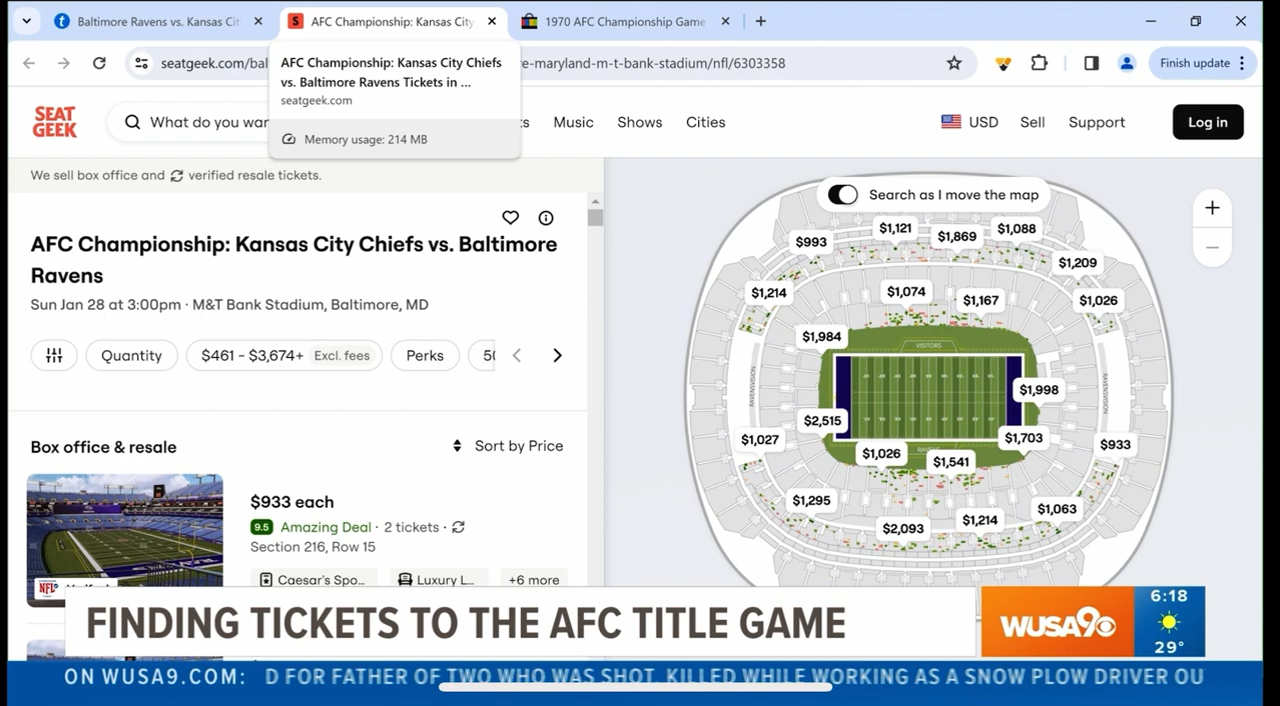 Baltimore Ravens vs. Kansas Cit
AFC Championship: Kansas City
1970 AFC Championship Game
seatgeek.com/bal
re-maryland-m-t-bank-stadium/nfl/6303358
Finish update
AFC Championship: Kansas City Chiefs
vs. Baltimore Ravens Tickets in ...
seatgeek.com
Memory usage: 214 MB
SEAT
GEEK
What do you wan
ts
Music
Shows
Cities
USD
Sell
Support
Log in
We sell box office and verified resale tickets.
AFC Championship: Kansas City Chiefs vs. Baltimore
Ravens
Sun Jan 28 at 3:00pm · M&T Bank Stadium, Baltimore, MD
Quantity
$461 - $3,674+ Excl. fees
Perks
50
Box office & resale
Sort by Price
$933 each
9.5 Amazing Deal · 2 tickets ·
Section 216, Row 15
Caesar's Spo...
Luxury L...
+6 more
NFL
Search as I move the map
+
−
$993
$1,121
$1,869
$1,088
$1,209
$1,214
$1,074
$1,167
$1,026
$1,984
VISITORS
RAVENSVISION
RAVENSVISION
$1,998
$2,515
$1,027
$1,026
RAVENS
$1,541
$1,703
$933
$1,295
$2,093
$1,214
$1,063
FINDING TICKETS TO THE AFC TITLE GAME
WUSA9
6:18
29°
ON WUSA9.COM: D FOR FATHER OF TWO WHO WAS SHOT, KILLED WHILE WORKING AS A SNOW PLOW DRIVER OU